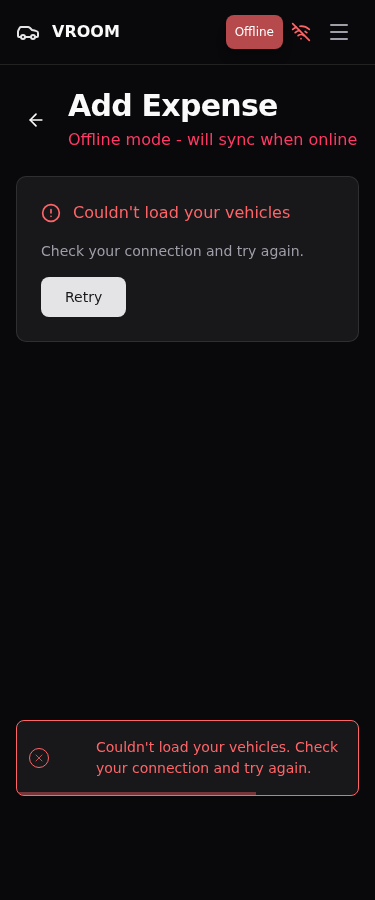 VROOM
Offline
Add Expense
Offline mode - will sync when online
Couldn't load your vehicles
Check your connection and try again.
Retry
Couldn't load your vehicles. Check
your connection and try again.